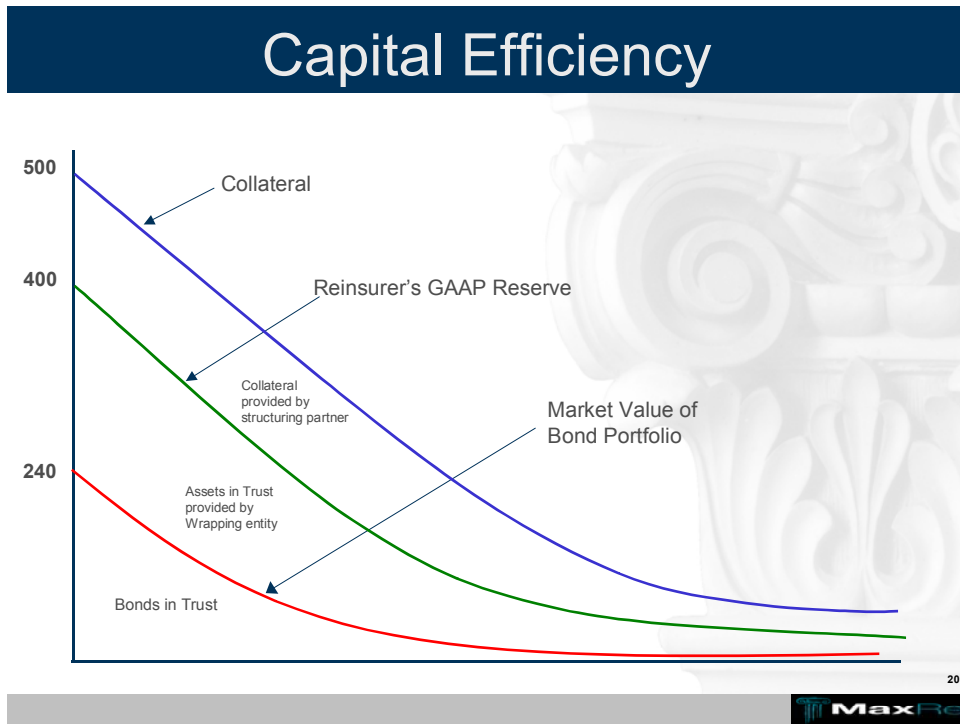 Capital Efficiency
500
Collateral
400
Reinsurer's GAAP Reserve
Collateral
provided by
structuring partner
Market Value of
Bond Portfolio
240
Assets in Trust
provided by
Wrapping entity
Bonds in Trust
20
MaxRe